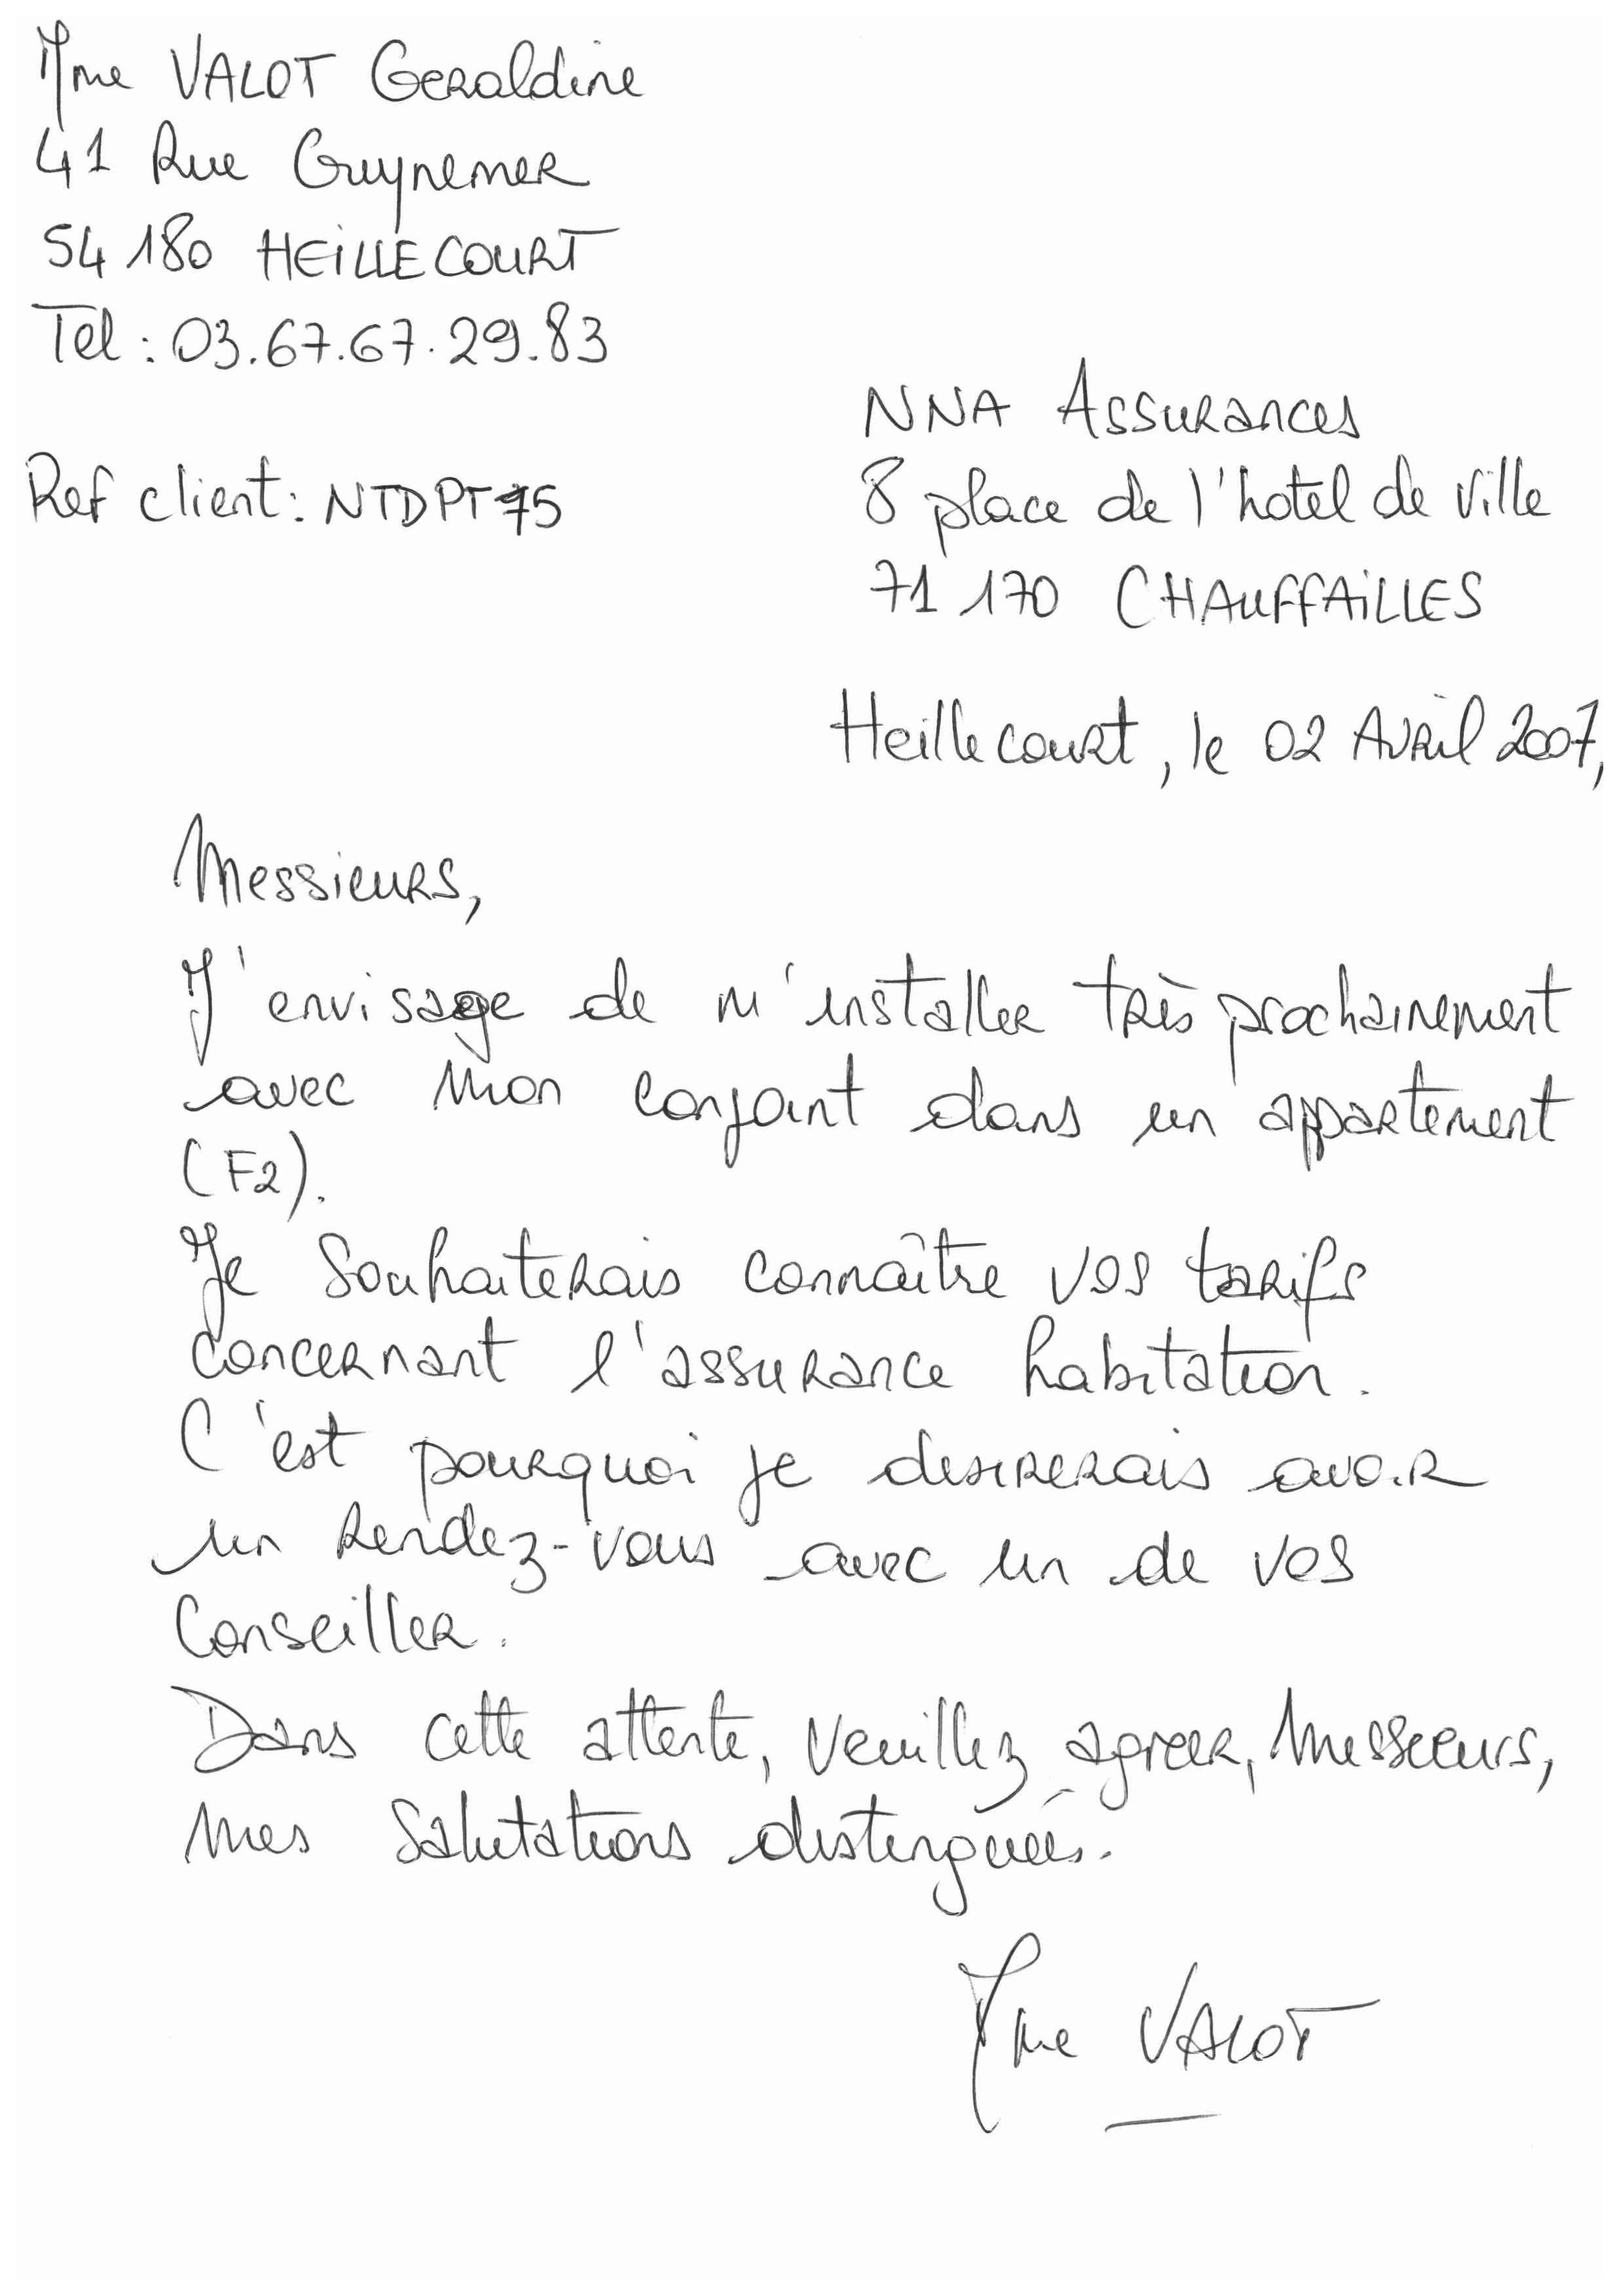 Mme VALOT Geraldine
41 Rue Guynemer
54 180 HEILLECOURT
Tel : 03.67.67.29.83
NNA Assurances
8 place de l'hotel de ville
71 170 CHAUFFAILLES
Ref client : NTDPT75
Heillecourt, le 02 Avril 2007,
Messieurs,
J'envisage de m'installer très prochainement
avec mon conjoint dans un appartement
(F2).
Je souhaiterais connaître vos tarifs
concernant l'assurance habitation.
C'est pourquoi je desirerais avoir
un rendez-vous avec un de vos
Conseiller.
Dans cette attente, veuillez agreer, Messieurs,
mes salutations distinguées.
Mme VALOT